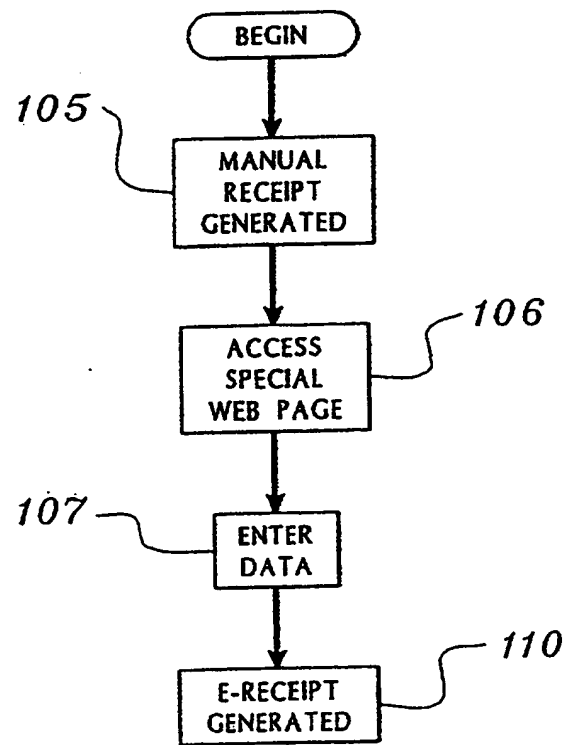 BEGIN
105
MANUAL
RECEIPT
GENERATED
106
ACCESS
SPECIAL
WEB PAGE
107
ENTER
DATA
110
E-RECEIPT
GENERATED